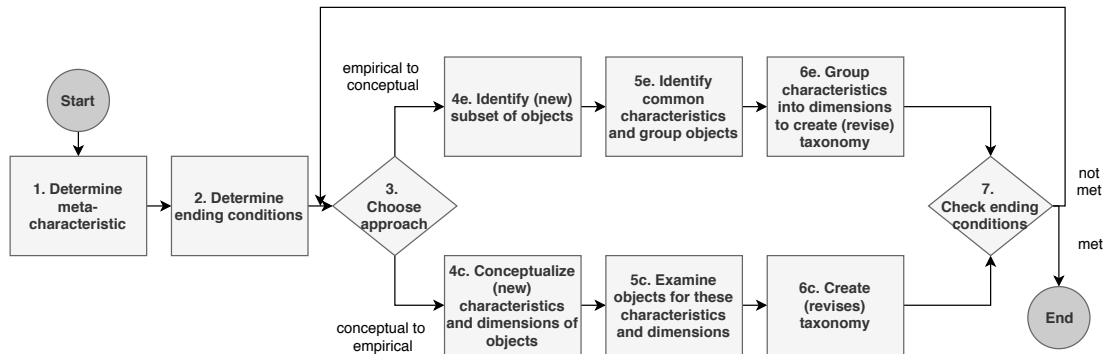 Start
1. Determine
meta-
characteristic
2. Determine
ending conditions
3.
Choose
approach
empirical to
conceptual
4e. Identify (new)
subset of objects
5e. Identify
common
characteristics
and group objects
6e. Group
characteristics
into dimensions
to create (revise)
taxonomy
conceptual to
empirical
4c. Conceptualize
(new)
characteristics
and dimensions of
objects
5c. Examine
objects for these
characteristics
and dimensions
6c. Create
(revises)
taxonomy
7.
Check ending
conditions
not
met
met
End